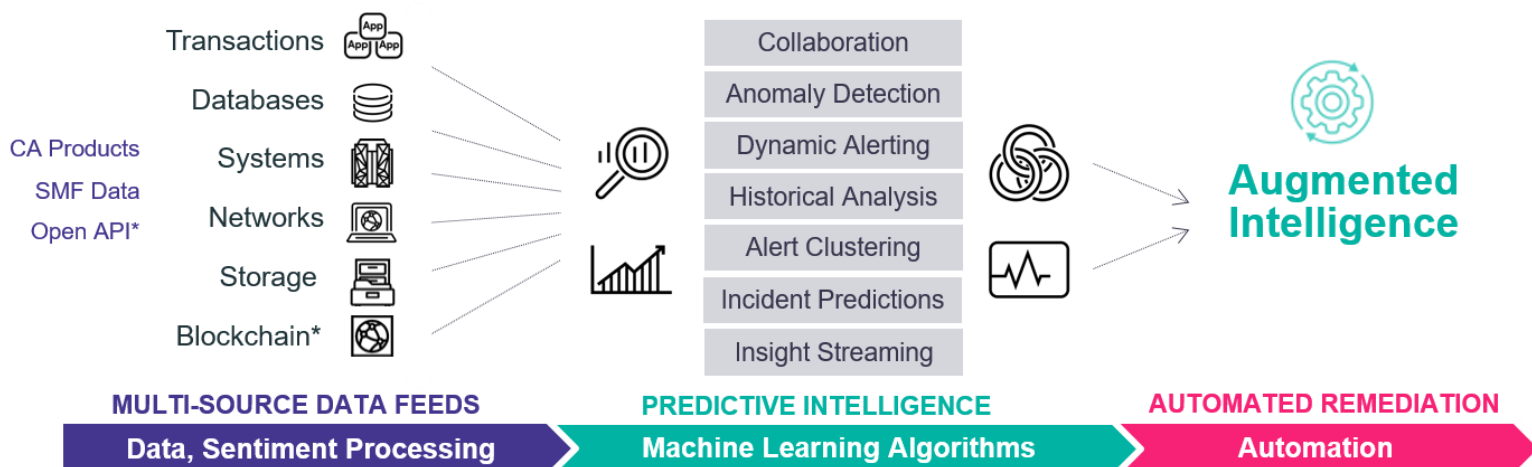 App
App App
Transactions
Databases
Systems
Networks
Storage
Blockchain*
CA Products
SMF Data
Open API*
Collaboration
Anomaly Detection
Dynamic Alerting
Historical Analysis
Alert Clustering
Incident Predictions
Insight Streaming
Augmented
Intelligence
MULTI-SOURCE DATA FEEDS
PREDICTIVE INTELLIGENCE
AUTOMATED REMEDIATION
Data, Sentiment Processing
Machine Learning Algorithms
Automation